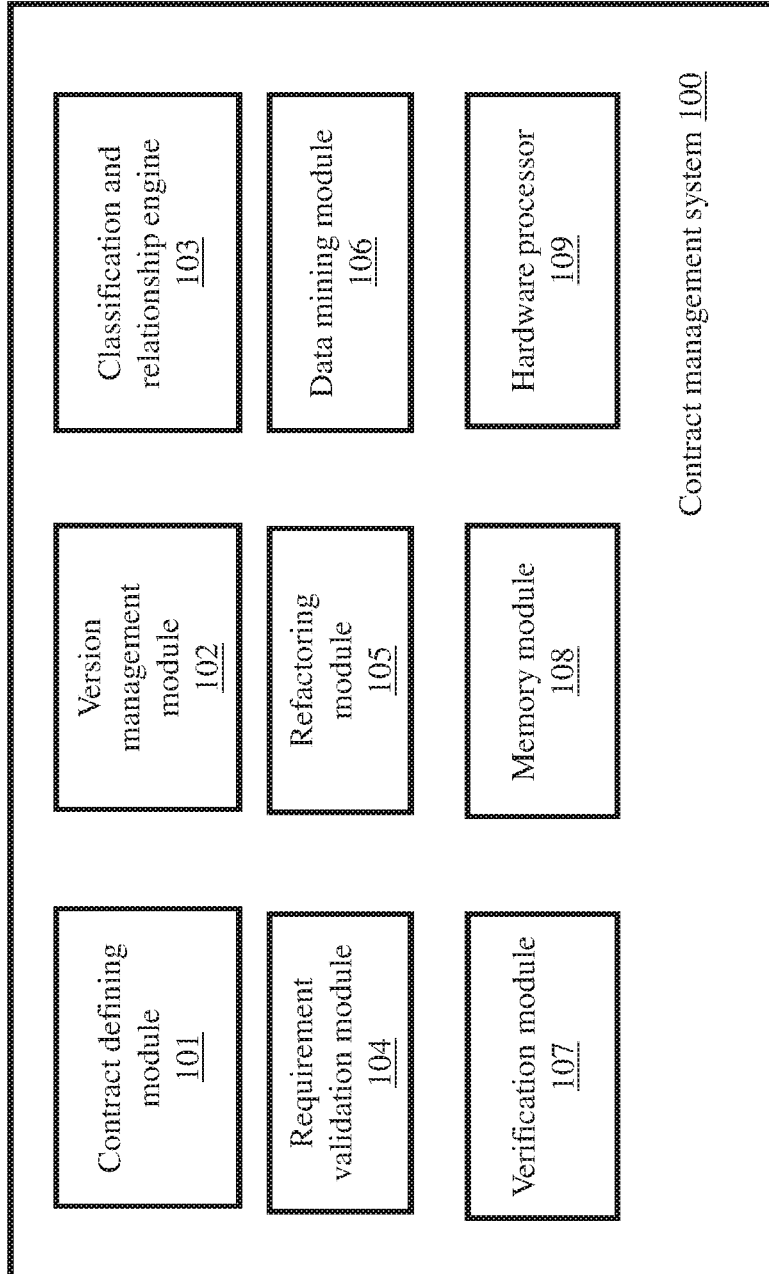 Contract defining
module
101
Version
management
module
102
Classification and
relationship engine
103
Requirement
validation module
104
Refactoring
module
105
Data mining module
106
Verification module
107
Memory module
108
Hardware processor
109
Contract management system 100